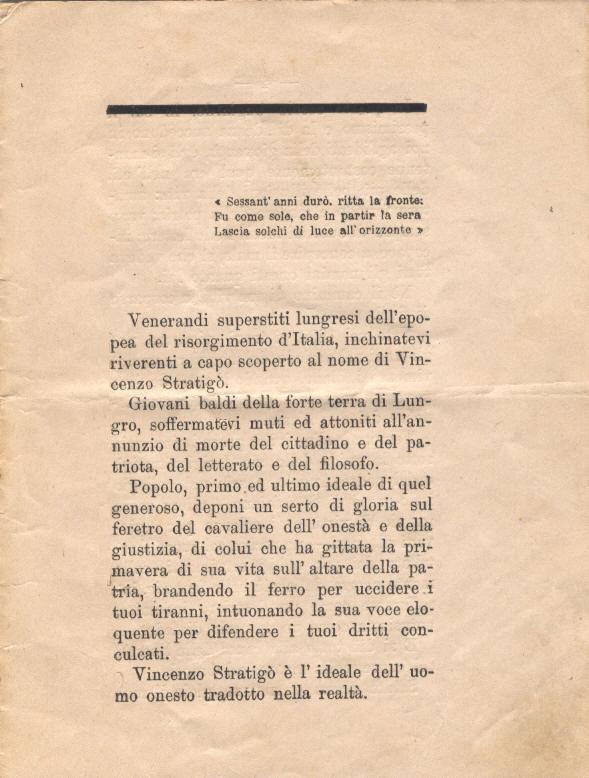 « Sessant' anni durò, ritta la fronte:
Fu come sole, che in partir la sera
Lascia solchi di luce all' orizzonte »
Venerandi superstiti lungresi dell'epo-
pea del risorgimento d'Italia, inchinatevi
riverenti a capo scoperto al nome di Vin-
cenzo Stratigò.
Giovani baldi della forte terra di Lun-
gro, soffermatevi muti ed attoniti all'an-
nunzio di morte del cittadino e del pa-
triota, del letterato e del filosofo.
Popolo, primo ed ultimo ideale di quel
generoso, deponi un serto di gloria sul
feretro del cavaliere dell' onestà e della
giustizia, di colui che ha gittata la pri-
mavera di sua vita sull' altare della pa-
tria, brandendo il ferro per uccidere i
tuoi tiranni, intuonando la sua voce elo-
quente per difendere i tuoi dritti con-
culcati.
Vincenzo Stratigò è l' ideale dell' uo-
mo onesto tradotto nella realtà.